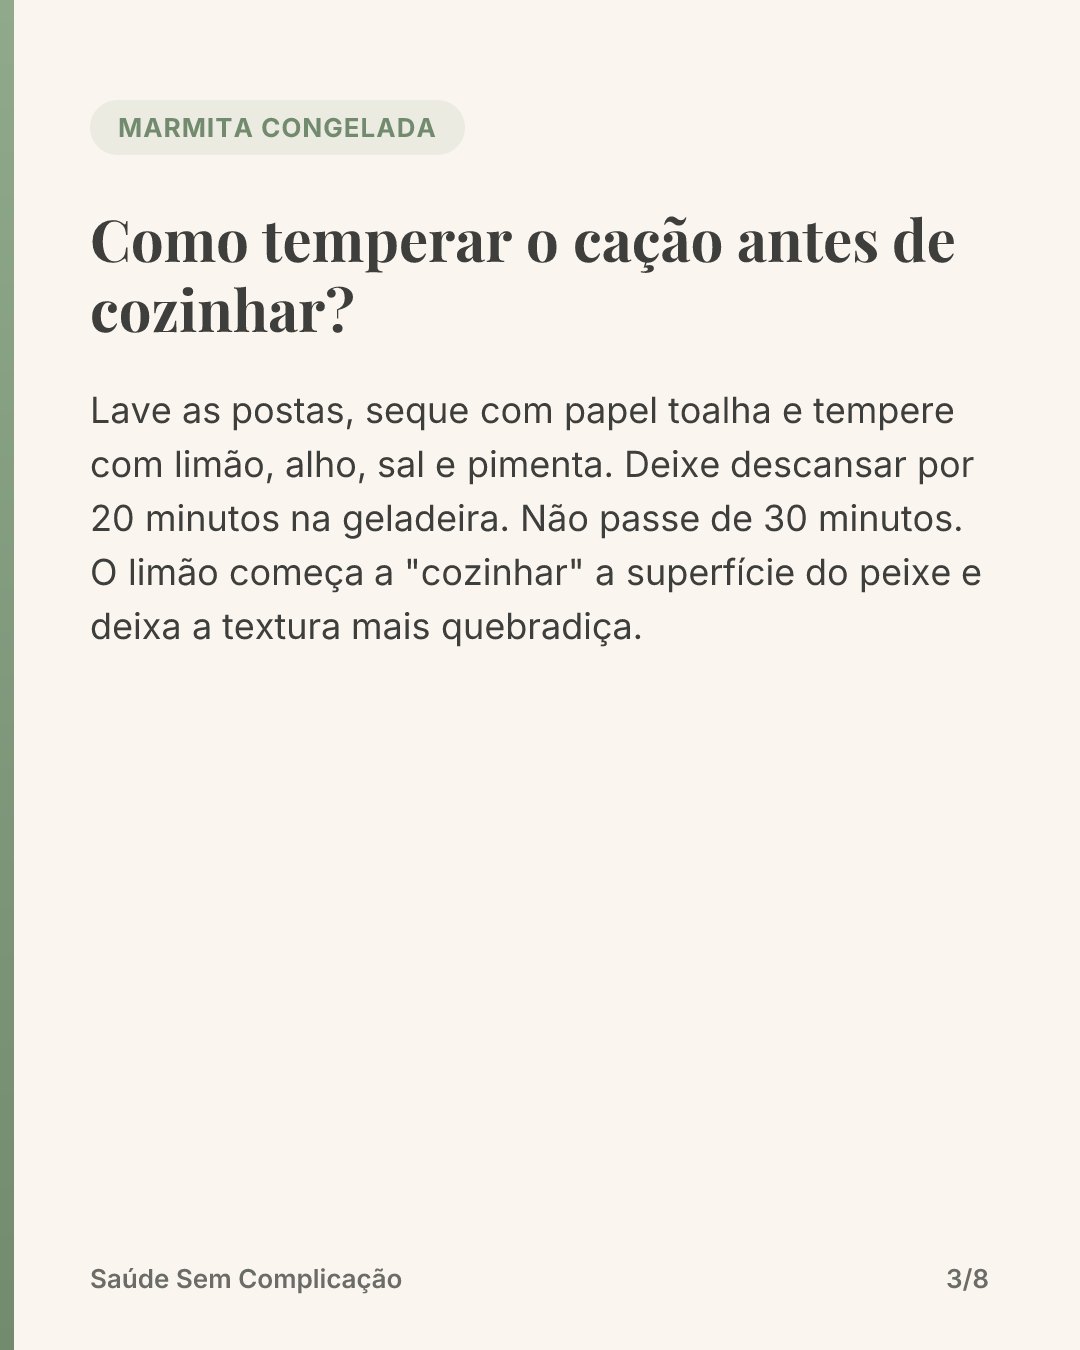 MARMITA CONGELADA
Como temperar o cação antes de
cozinhar?
Lave as postas, seque com papel toalha e tempere
com limão, alho, sal e pimenta. Deixe descansar por
20 minutos na geladeira. Não passe de 30 minutos.
O limão começa a "cozinhar" a superfície do peixe e
deixa a textura mais quebradiça.
Saúde Sem Complicação
3/8